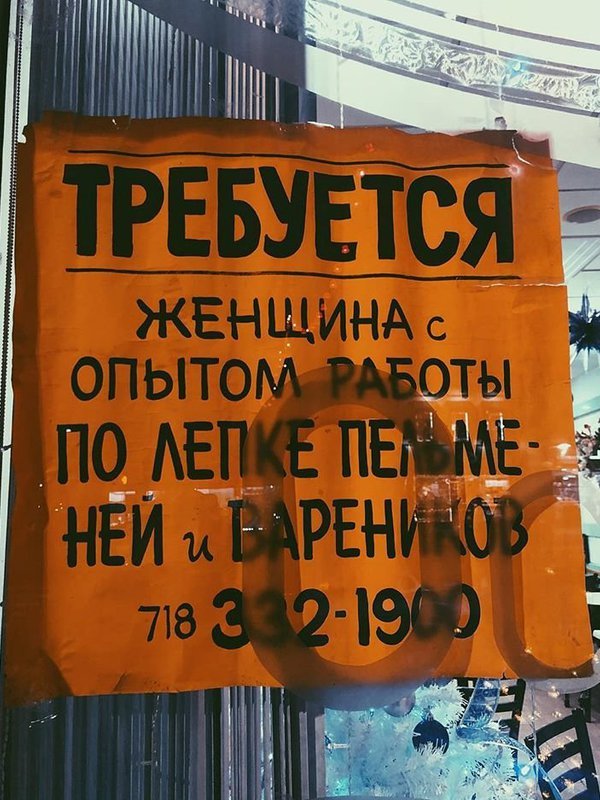 ТРЕБУЕТСЯ
ЖЕНЩИНА с
ОПЫТОМ РАБОТЫ
ПО ЛЕПКЕ ПЕЛЬМЕ-
НЕЙ и ВАРЕНИКОВ
718 332-1900